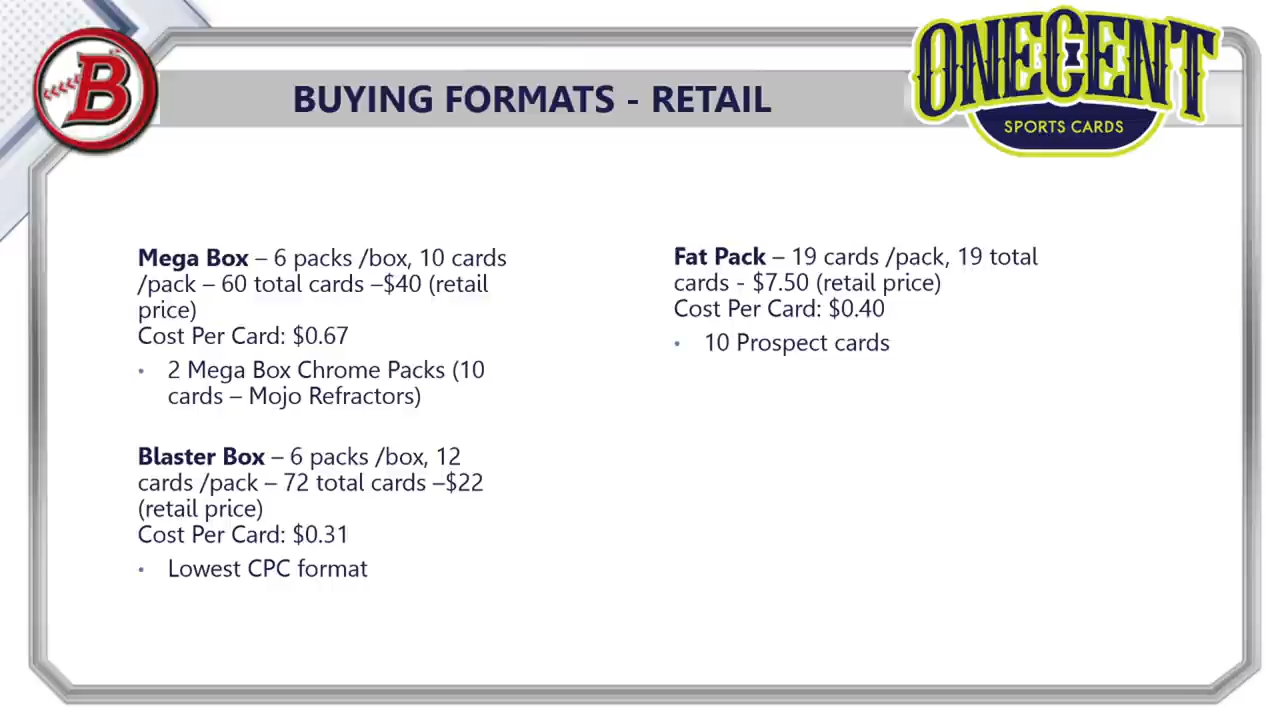 B
BUYING FORMATS - RETAIL
ONECENT
SPORTS CARDS
Mega Box – 6 packs /box, 10 cards
/pack – 60 total cards –$40 (retail
price)
Cost Per Card: $0.67
• 2 Mega Box Chrome Packs (10
cards – Mojo Refractors)
Blaster Box – 6 packs /box, 12
cards /pack – 72 total cards –$22
(retail price)
Cost Per Card: $0.31
• Lowest CPC format
Fat Pack – 19 cards /pack, 19 total
cards - $7.50 (retail price)
Cost Per Card: $0.40
• 10 Prospect cards